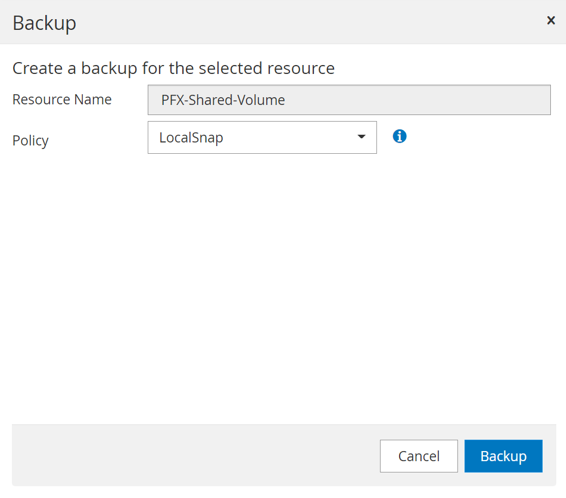 Backup
Create a backup for the selected resource
Resource Name PFX-Shared-Volume
Policy LocalSnap
Cancel Backup